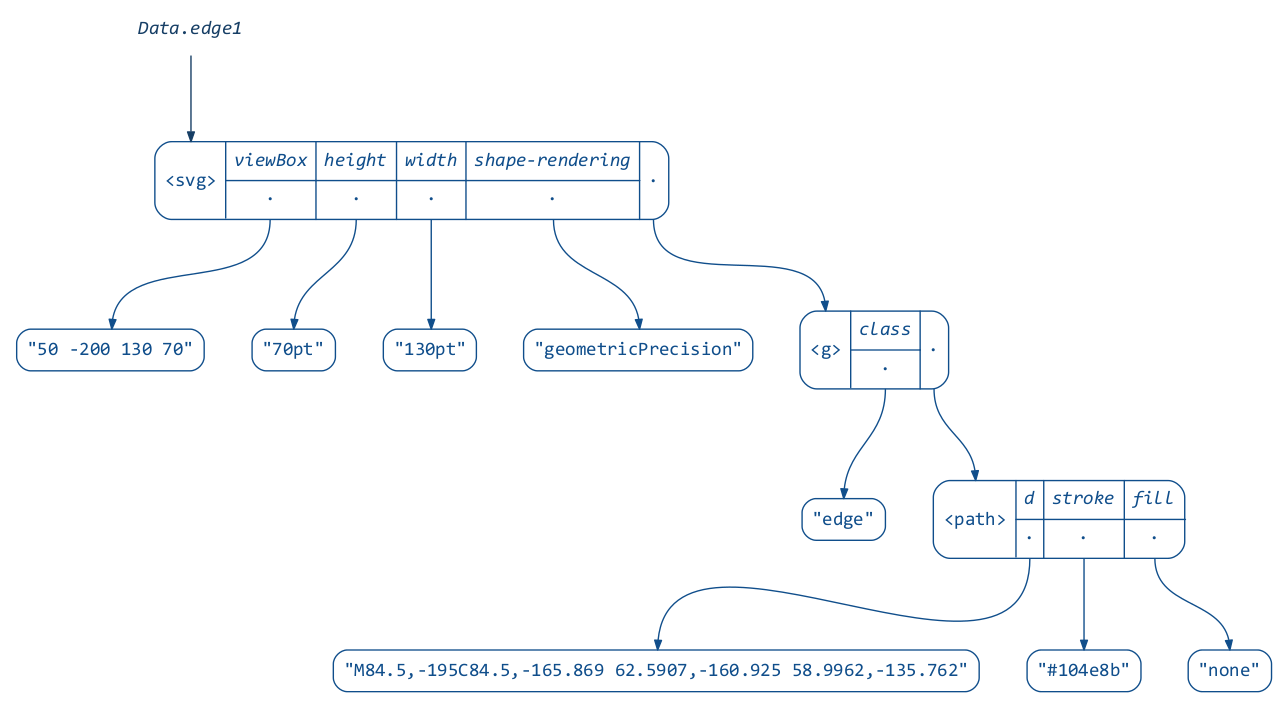 Data.edge1
<svg> viewBox height width shape-rendering ·
· · · ·
"50 -200 130 70" "70pt" "130pt" "geometricPrecision"
<g> class ·
·
"edge"
<path> d stroke fill
· · ·
"M84.5,-195C84.5,-165.869 62.5907,-160.925 58.9962,-135.762" "#104e8b" "none"